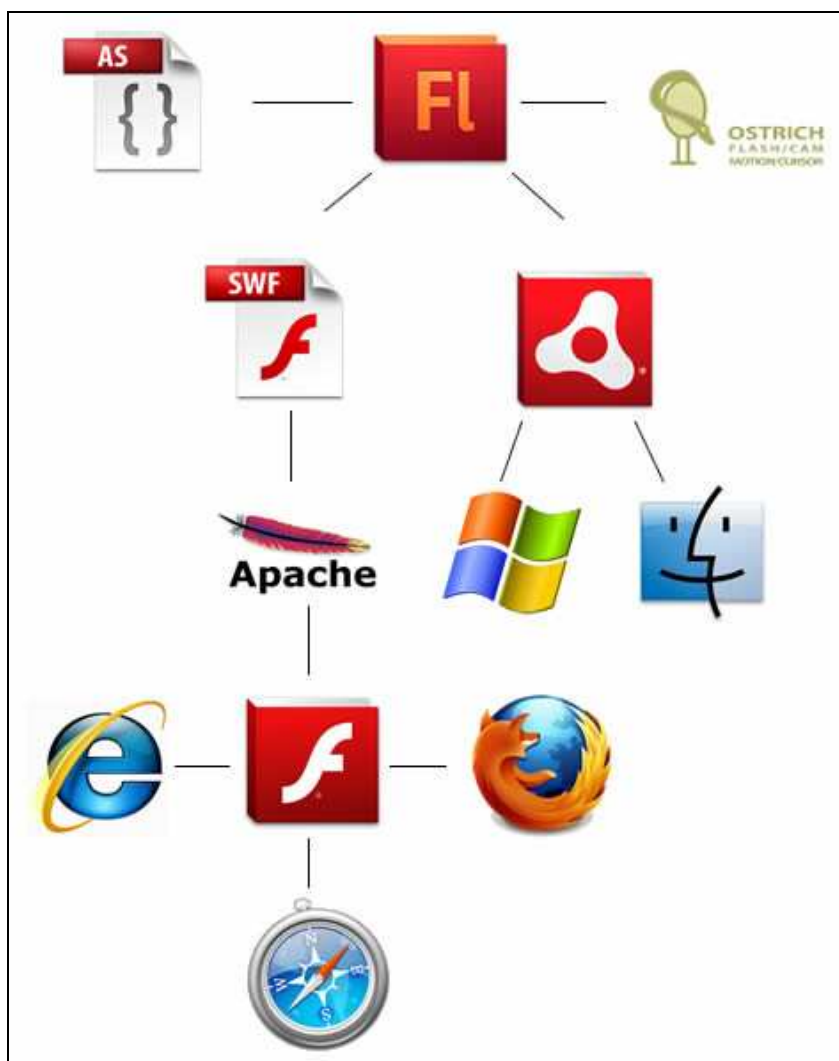 AS
{}
Fl
OSTRICH
FLASH/CAM
MOTION CURSOR
SWF
Apache
e
N
E
S
W